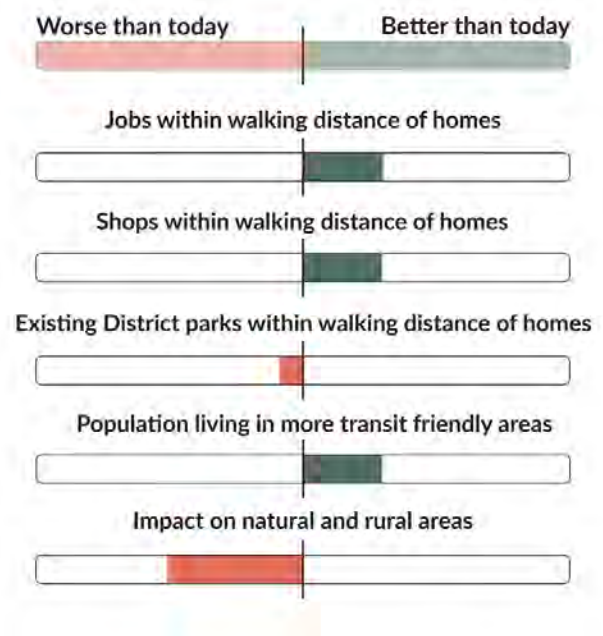 Worse than today
Better than today
Jobs within walking distance of homes
Shops within walking distance of homes
Existing District parks within walking distance of homes
Population living in more transit friendly areas
Impact on natural and rural areas